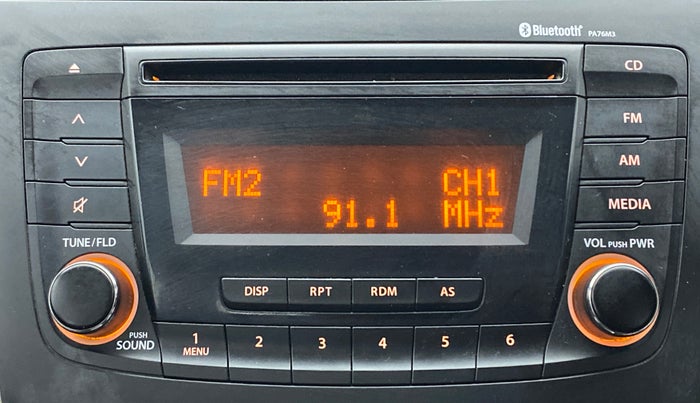 Bluetooth® PA76M3
CD
FM
AM
MEDIA
FM2 CH1
91.1 MHz
TUNE/FLD
VOL PUSH PWR
DISP RPT RDM AS
PUSH
SOUND
1 2 3 4 5 6
MENU